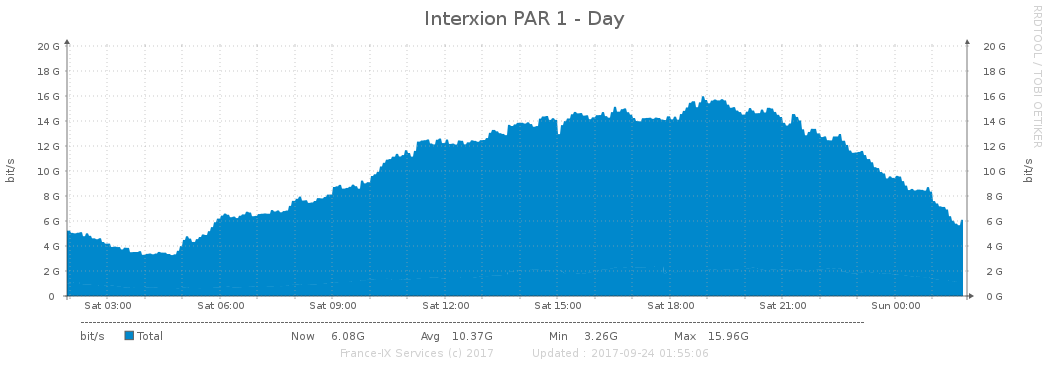 Interxion PAR 1 - Day
RRDTOOL / TOBI OETIKER
bit/s
20 G 20 G
18 G 18 G
16 G 16 G
14 G 14 G
12 G 12 G
10 G 10 G
8 G 8 G
6 G 6 G
4 G 4 G
2 G 2 G
0 0 G
bit/s
Sat 03:00 Sat 06:00 Sat 09:00 Sat 12:00 Sat 15:00 Sat 18:00 Sat 21:00 Sun 00:00
bit/s Total Now 6.08G Avg 10.37G Min 3.26G Max 15.96G
France-IX Services (c) 2017 Updated : 2017-09-24 01:55:06